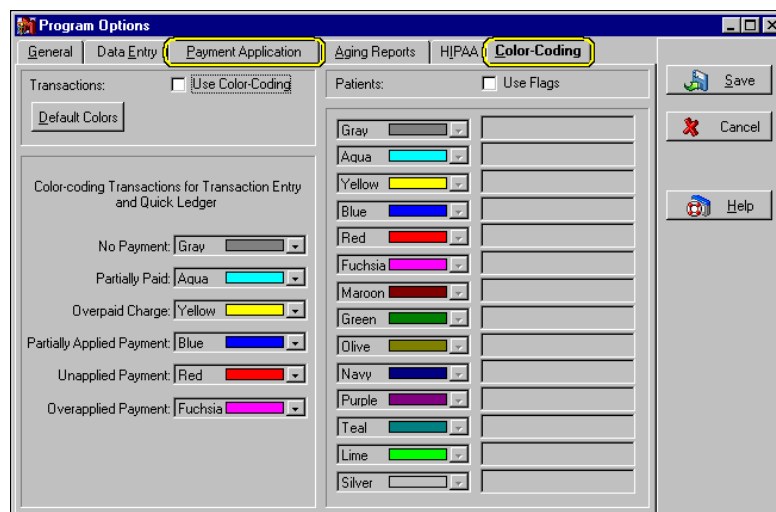 Program Options
General
Data Entry
Payment Application
Aging Reports
HIPAA
Color-Coding
Transactions:
Use Color-Coding
Default Colors
Color-coding Transactions for Transaction Entry
and Quick Ledger
No Payment: Gray
Partially Paid: Aqua
Overpaid Charge: Yellow
Partially Applied Payment: Blue
Unapplied Payment: Red
Overapplied Payment: Fuchsia
Patients:
Use Flags
Gray
Aqua
Yellow
Blue
Red
Fuchsia
Maroon
Green
Olive
Navy
Purple
Teal
Lime
Silver
Save
Cancel
Help